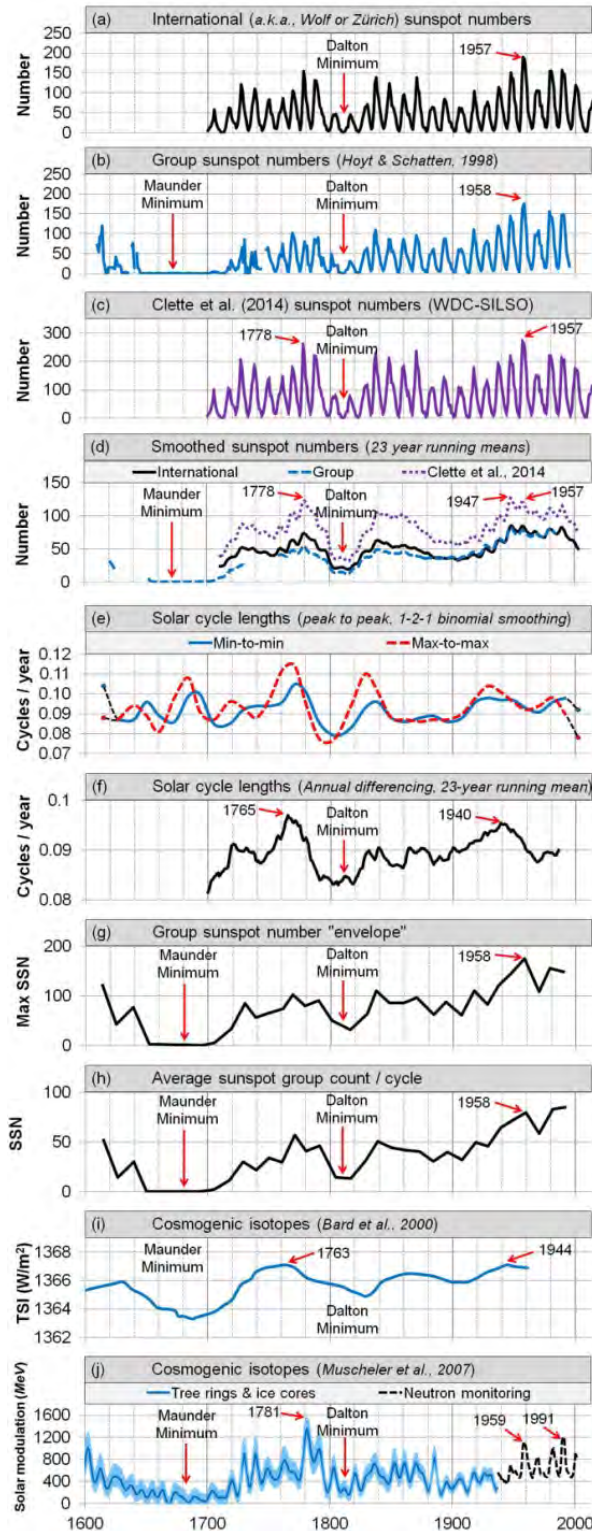 (a) International (a.k.a., Wolf or Zürich) sunspot numbers
250
200
150
100
50
0
Number
Dalton
Minimum
1957
(b) Group sunspot numbers (Hoyt & Schatten, 1998)
250
200
150
100
50
0
Number
Maunder
Minimum
Dalton
Minimum
1958
(c) Clette et al. (2014) sunspot numbers (WDC-SILSO)
300
200
100
0
Number
1778
Dalton
Minimum
1957
(d) Smoothed sunspot numbers (23 year running means)
International Group Clette et al., 2014
150
100
50
0
Number
Maunder
Minimum
1778
Dalton
Minimum
1947
1957
(e) Solar cycle lengths (peak to peak, 1-2-1 binomial smoothing)
Min-to-min Max-to-max
0.12
0.11
0.10
0.09
0.08
0.07
Cycles / year
(f) Solar cycle lengths (Annual differencing, 23-year running mean)
0.1
0.09
0.08
Cycles / year
1765
Dalton
Minimum
1940
(g) Group sunspot number "envelope"
200
100
0
Max SSN
Maunder
Minimum
Dalton
Minimum
1958
(h) Average sunspot group count / cycle
100
50
0
SSN
Maunder
Minimum
Dalton
Minimum
1958
(i) Cosmogenic isotopes (Bard et al., 2000)
1368
1366
1364
1362
TSI (W/m²)
Maunder
Minimum
1763
Dalton
Minimum
1944
(j) Cosmogenic isotopes (Muscheler et al., 2007)
Tree rings & ice cores Neutron monitoring
1600
1200
800
400
0
Solar modulation (MeV)
Maunder
Minimum
1781
Dalton
Minimum
1959
1991
1600 1700 1800 1900 2000